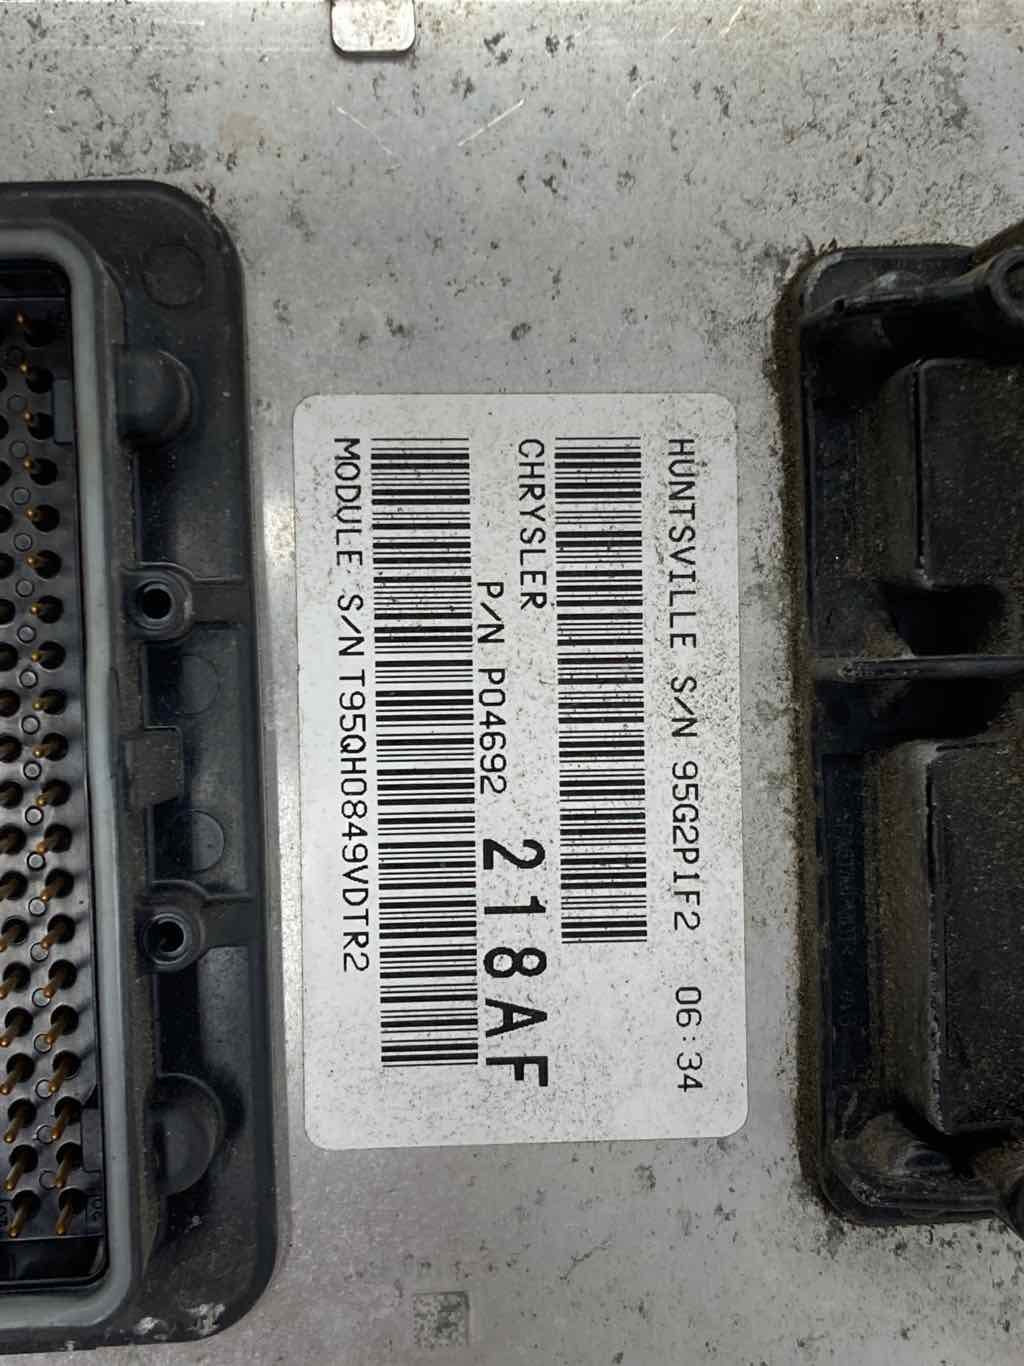 HUNTSVILLE S/N 95G2P1F2 06:34
CHRYSLER
P/N P04692 218AF
MODULE S/N T95QH0849VDTR2